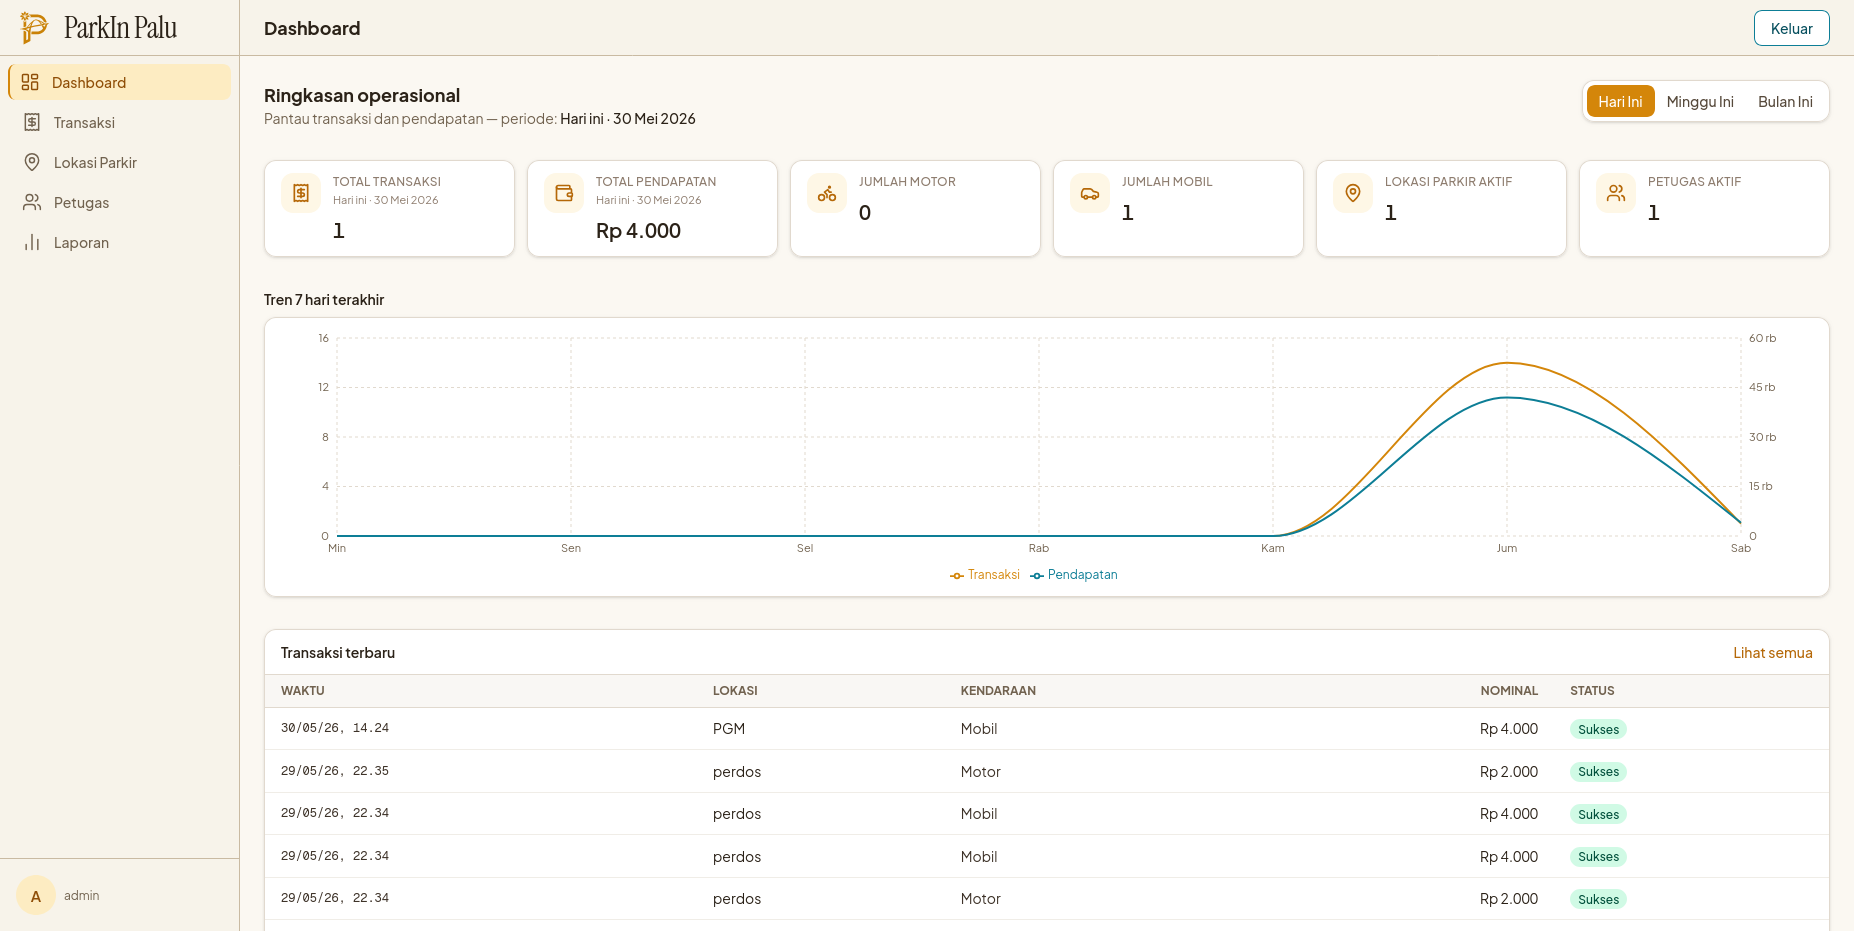 ParkIn Palu
Dashboard
Keluar
Dashboard
Transaksi
Lokasi Parkir
Petugas
Laporan
A admin
Ringkasan operasional
Pantau transaksi dan pendapatan — periode: Hari ini · 30 Mei 2026
Hari Ini Minggu Ini Bulan Ini
TOTAL TRANSAKSI
Hari ini · 30 Mei 2026
1
TOTAL PENDAPATAN
Hari ini · 30 Mei 2026
Rp 4.000
JUMLAH MOTOR
0
JUMLAH MOBIL
1
LOKASI PARKIR AKTIF
1
PETUGAS AKTIF
1
Tren 7 hari terakhir
16 60 rb
12 45 rb
8 30 rb
4 15 rb
0 0
Min Sen Sel Rab Kam Jum Sab
Transaksi Pendapatan
Transaksi terbaru Lihat semua
WAKTU LOKASI KENDARAAN NOMINAL STATUS
30/05/26, 14.24 PGM Mobil Rp 4.000 Sukses
29/05/26, 22.35 perdos Motor Rp 2.000 Sukses
29/05/26, 22.34 perdos Mobil Rp 4.000 Sukses
29/05/26, 22.34 perdos Mobil Rp 4.000 Sukses
29/05/26, 22.34 perdos Motor Rp 2.000 Sukses